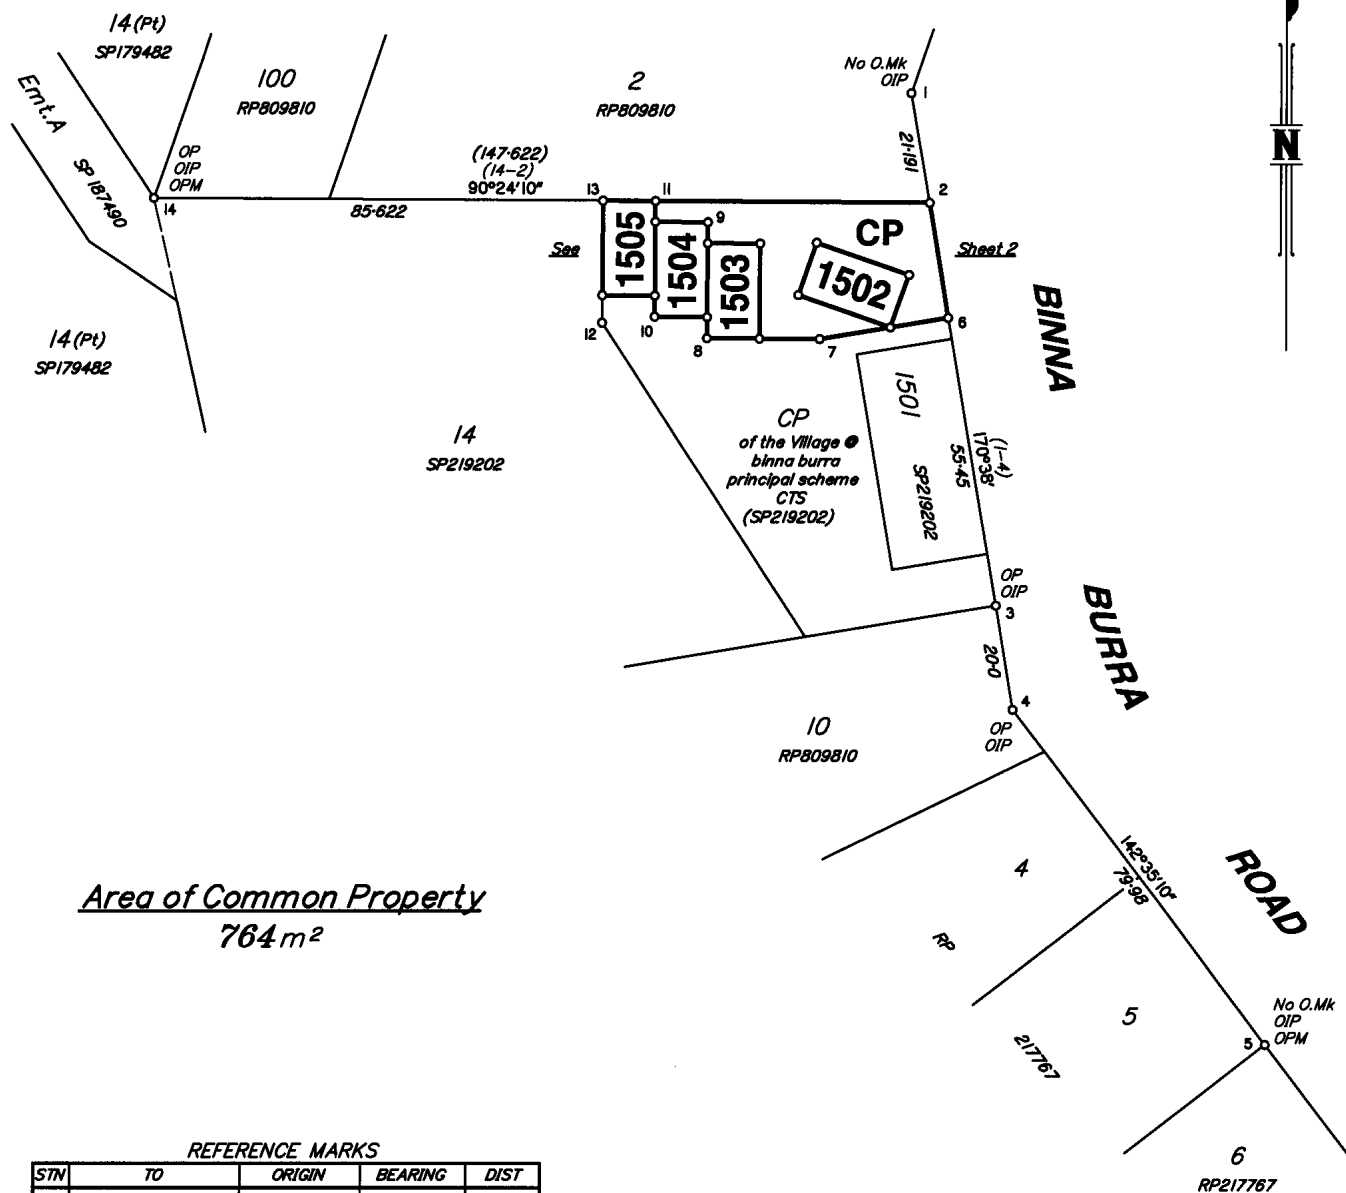 14(Pt)
SP179482
100
RP809810
2
RP809810
No O.Mk
OIP
1
N
Emt.A
SP187490
OP
OIP
OPM
14
(147·622)
(14-2)
90°24'10"
85·622
21·191
13
11
2
9
See
1505
1504
1503
CP
1502
Sheet 2
12
10
8
7
6
BINNA
14(Pt)
SP179482
14
SP219202
CP
of the Village @
binna burra
principal scheme
CTS
(SP219202)
1501
SP219202
(1-4)
170°38'
55·45
OP
OIP
3
BURRA
20·0
4
OP
OIP
10
RP809810
4
142°35'10"
79·98
ROAD
Area of Common Property
764 m²
RP
5
217767
No O.Mk
OIP
OPM
5
6
RP217767
REFERENCE MARKS
STN TO ORIGIN BEARING DIST